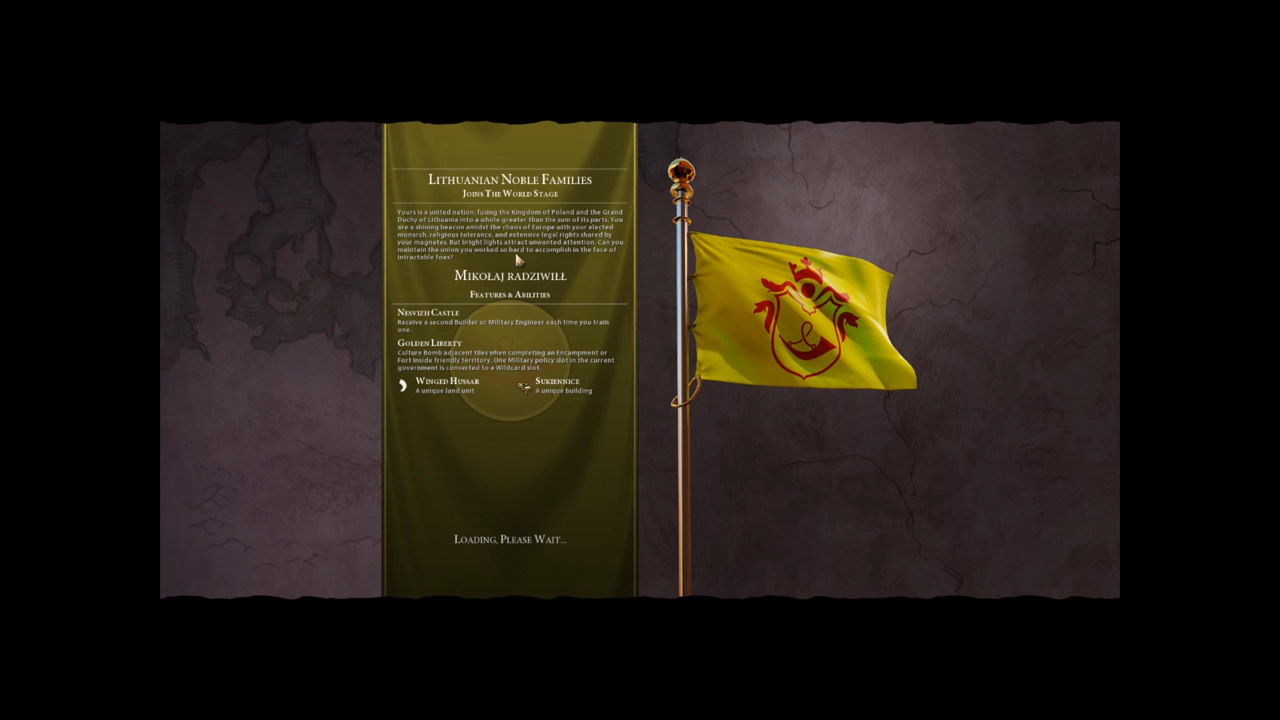 Lithuanian Noble Families
Joins The World Stage
Yours is a united nation, fusing the Kingdom of Poland and the Grand
Duchy of Lithuania into a whole greater than the sum of its parts. You
are a shining beacon amidst the chaos of Europe with your elected
monarch, religious tolerance, and extensive legal rights shared by
your magnates. But bright lights attract unwanted attention. Can you
maintain the union you worked so hard to accomplish in the face of
intractable foes?
Mikołaj Radziwiłł
Features & Abilities
Nesvizh Castle
Receive a second Builder or Military Engineer each time you train
one.
Golden Liberty
Culture Bomb adjacent tiles when completing an Encampment or
Fort inside friendly territory. One Military policy slot in the current
government is converted to a Wildcard slot.
Winged Hussar
A unique land unit
Sukiennice
A unique building
Loading, Please Wait...